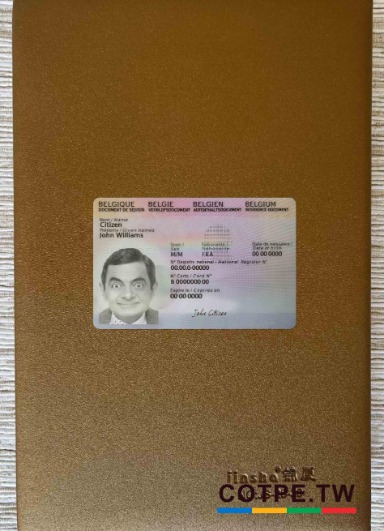 BELGIQUE BELGIE BELGIEN BELGIUM
DOCUMENT DE SEJOUR VERBLIJFSDOCUMENT AUFENTHALTSDOKUMENT RESIDENCE DOCUMENT
Nom / Name
Citizen
Prénoms / Given Names
John Williams
Sexe / Nationalité / Date de naissance /
Sex Nationality Date of birth
M/M 00 00 0000
N° Registre national - National Register N°
00.00.0-00000
N° Carte / Card N°
B 0000000 00
Expire le / Expires on
00 00 0000
John Citizen
jinsha®
COTPE.TW